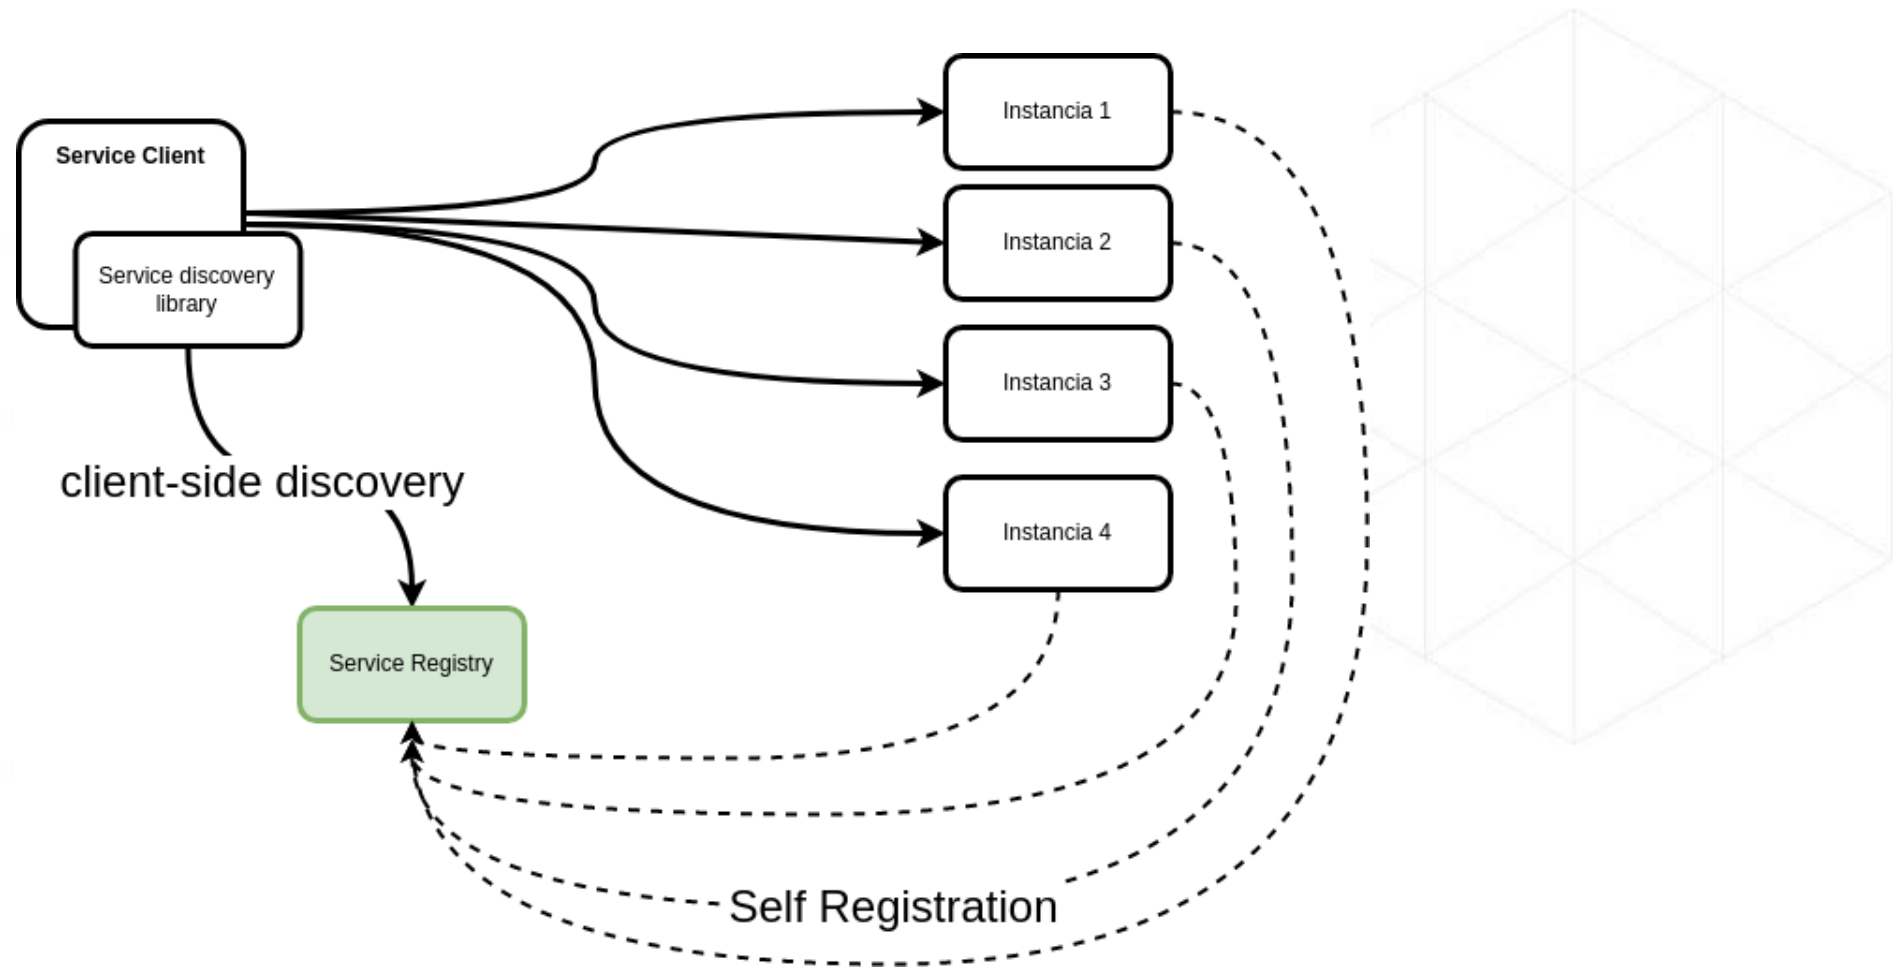 Service Client
Service discovery
library
Instancia 1
Instancia 2
Instancia 3
Instancia 4
client-side discovery
Service Registry
Self Registration